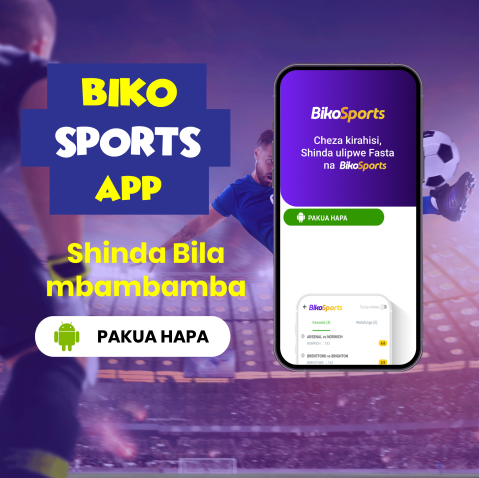 BIKO
SPORTS
APP
Shinda Bila
mbambamba
PAKUA HAPA
BikoSports
Cheza kirahisi,
Shinda ulipwe Fasta
na BikoSports
PAKUA HAPA
BikoSports
ARSENAL vs NORWICH
BRENTFORD vs BRIGHTON